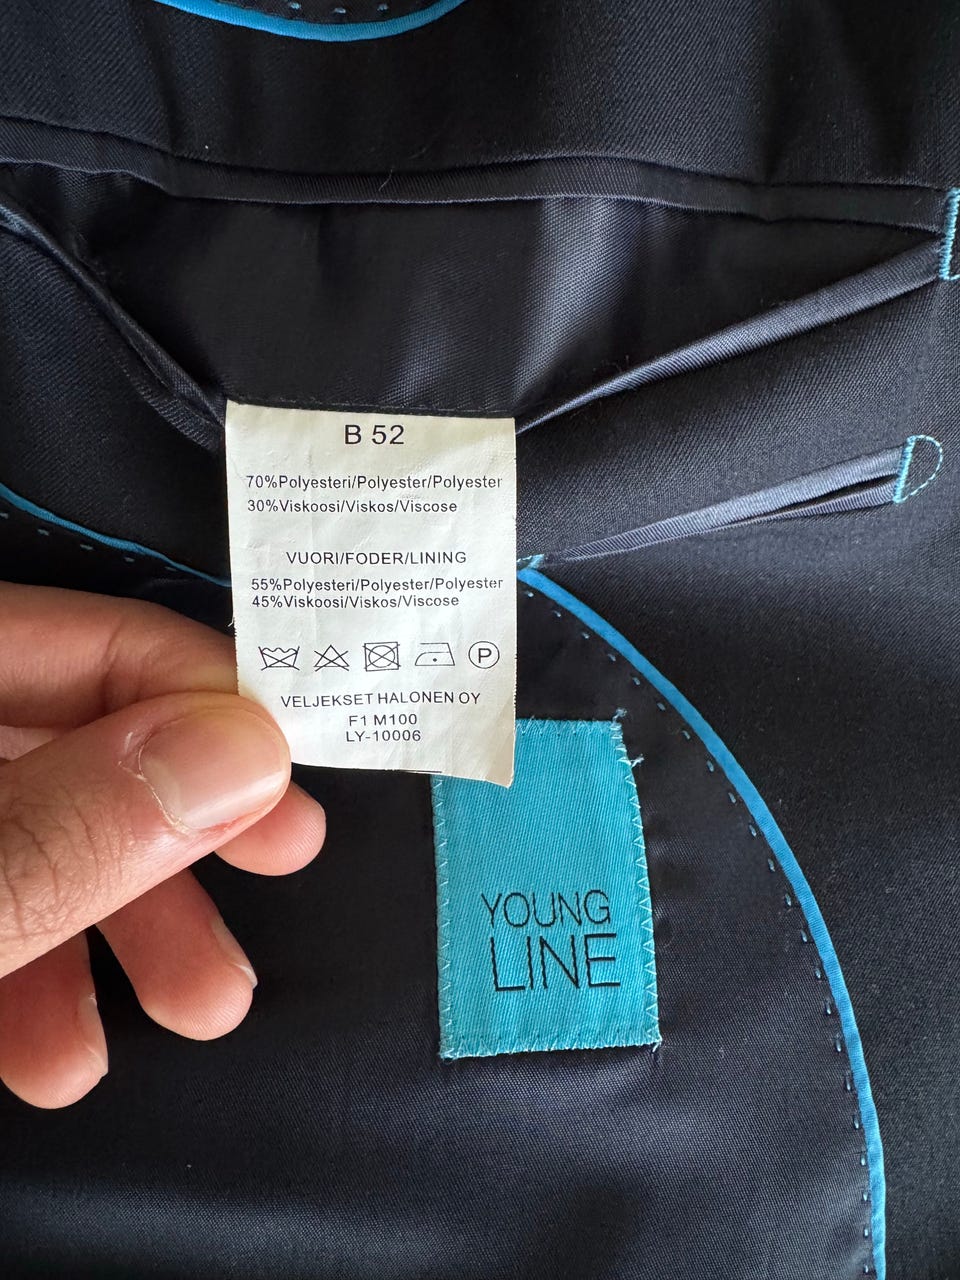 B 52
70%Polyesteri/Polyester/Polyester
30%Viskoosi/Viskos/Viscose
VUORI/FODER/LINING
55%Polyesteri/Polyester/Polyester
45%Viskoosi/Viskos/Viscose
P
VELJEKSET HALONEN OY
F1 M100
LY-10006
YOUNG
LINE